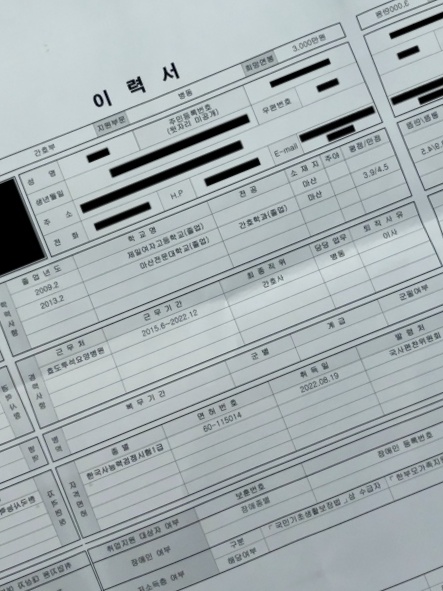 이 력 서
간호부
지원부문
병동
희망연봉
3,000만원
성 명
주민등록번호
(뒷자리 미공개)
생년월일
우편번호
주 소
전 화
H.P
E-mail
졸업년도
학 교 명
전 공
소 재 지
주야
평점/만점
2009.2
제일여자고등학교(졸업)
마산
2013.2
마산전문대학교(졸업)
간호학과(졸업)
마산
3.9/4.5
학력사항
근 무 처
근 무 기 간
최종직위
담당 업무
퇴 직 사 유
효도부석요양병원
2015.6~2022.12
간호사
병동
이사
경력사항
복 무 기 간
군 별
계 급
군필여부
병역
종 별
면 허 번 호
취 득 일
발 령 처
한국사능력검정시험1급
60-115014
2022.08.19
국사편찬위원회
자격면허
취업지원 대상자 여부
보훈번호
장애인 여부
장애종별
장애인 등록번호
저소득층 여부
구분
해당여부
「국민기초생활보장법」상 수급자
「한부모가족지원